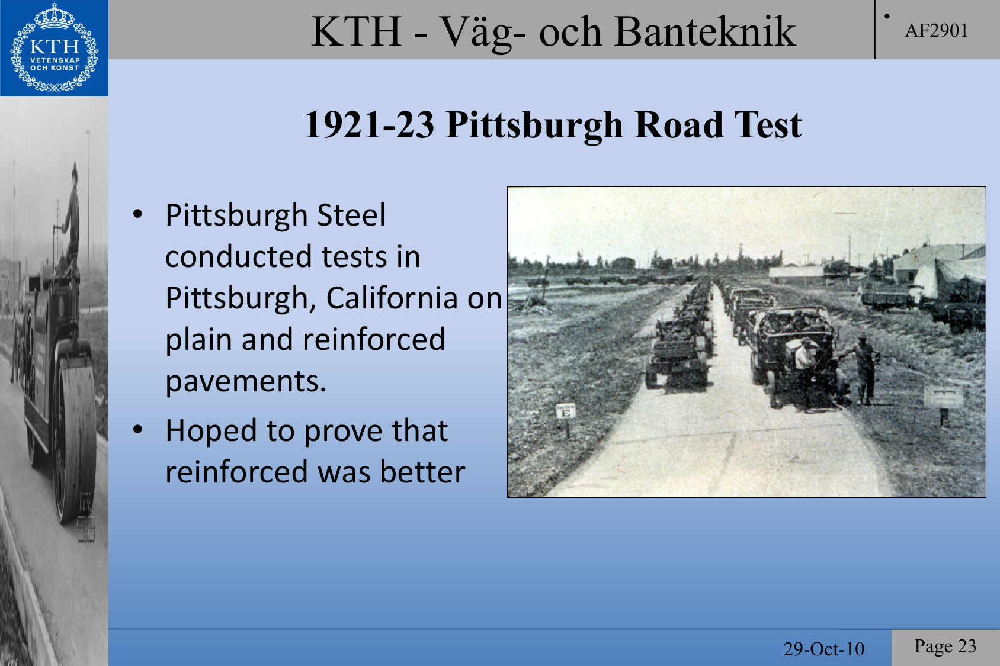 KTH
VETENSKAP
OCH KONST
KTH - Väg- och Banteknik
• AF2901
1921-23 Pittsburgh Road Test
• Pittsburgh Steel
conducted tests in
Pittsburgh, California on
plain and reinforced
pavements.
• Hoped to prove that
reinforced was better
E
29-Oct-10
Page 23